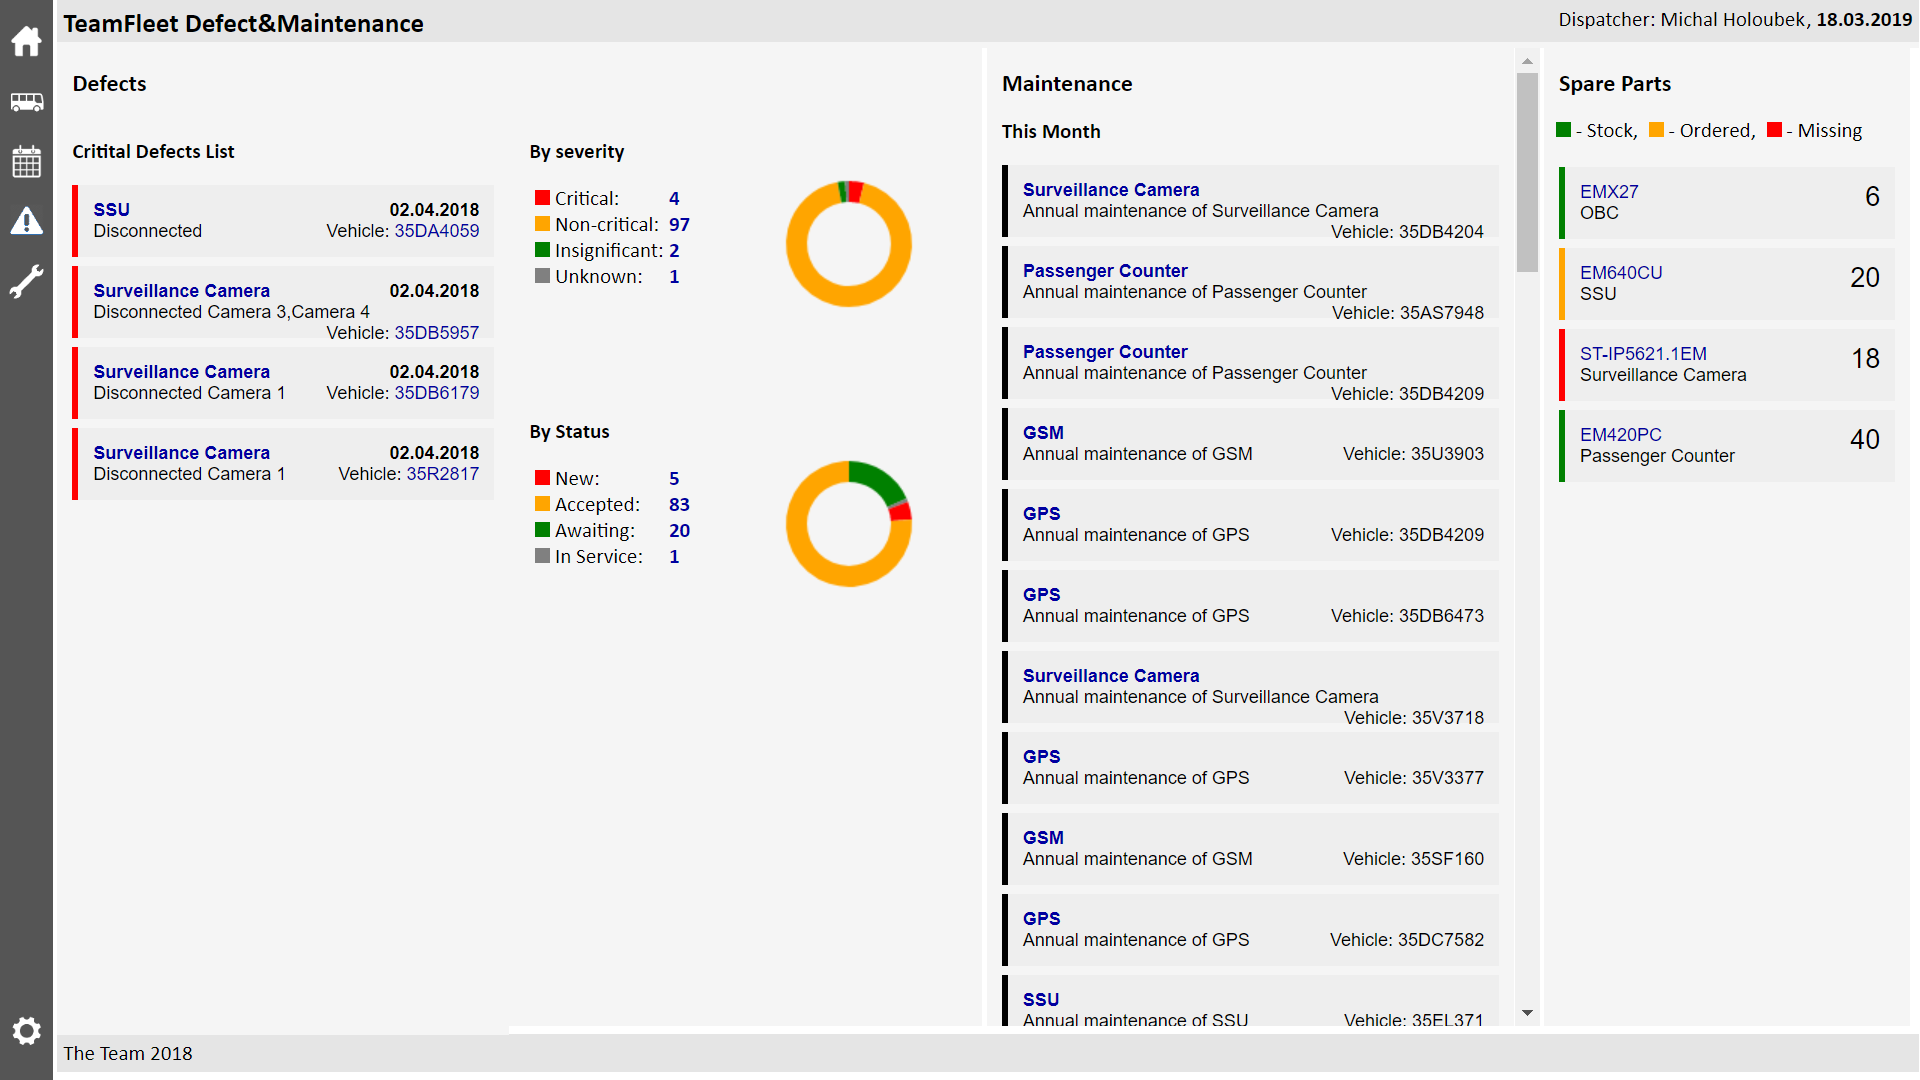 TeamFleet Defect&Maintenance
Dispatcher: Michal Holoubek, 18.03.2019
Defects
Critital Defects List
SSU 02.04.2018
Disconnected Vehicle: 35DA4059
Surveillance Camera 02.04.2018
Disconnected Camera 3,Camera 4
Vehicle: 35DB5957
Surveillance Camera 02.04.2018
Disconnected Camera 1 Vehicle: 35DB6179
Surveillance Camera 02.04.2018
Disconnected Camera 1 Vehicle: 35R2817
By severity
Critical: 4
Non-critical: 97
Insignificant: 2
Unknown: 1
By Status
New: 5
Accepted: 83
Awaiting: 20
In Service: 1
Maintenance
This Month
Surveillance Camera
Annual maintenance of Surveillance Camera
Vehicle: 35DB4204
Passenger Counter
Annual maintenance of Passenger Counter
Vehicle: 35AS7948
Passenger Counter
Annual maintenance of Passenger Counter
Vehicle: 35DB4209
GSM
Annual maintenance of GSM Vehicle: 35U3903
GPS
Annual maintenance of GPS Vehicle: 35DB4209
GPS
Annual maintenance of GPS Vehicle: 35DB6473
Surveillance Camera
Annual maintenance of Surveillance Camera
Vehicle: 35V3718
GPS
Annual maintenance of GPS Vehicle: 35V3377
GSM
Annual maintenance of GSM Vehicle: 35SF160
GPS
Annual maintenance of GPS Vehicle: 35DC7582
SSU
Annual maintenance of SSU Vehicle: 35EL371
Spare Parts
- Stock, - Ordered, - Missing
EMX27 6
OBC
EM640CU 20
SSU
ST-IP5621.1EM 18
Surveillance Camera
EM420PC 40
Passenger Counter
The Team 2018